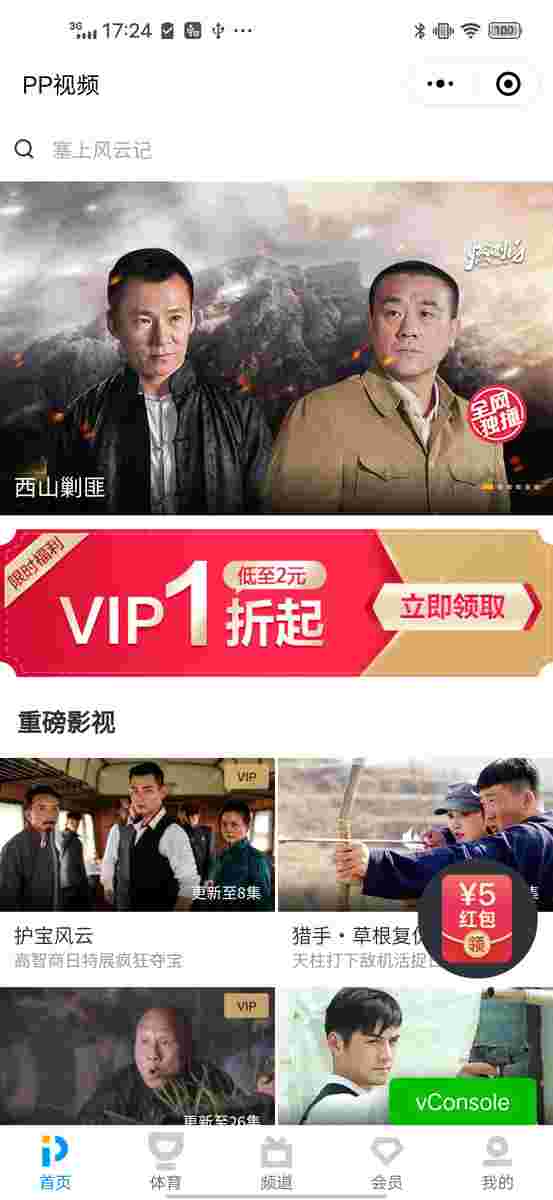 3G 17:24
100
PP视频
塞上风云记
全网
独播
西山剿匪
限时福利
VIP1折起
低至2元
立即领取
重磅影视
VIP
更新至8集
集
护宝风云
高智商日特展疯狂夺宝
猎手·草根复
天柱打下敌机活捉
¥5
红包
领
VIP
更新至26集
vConsole
首页
体育
频道
会员
我的